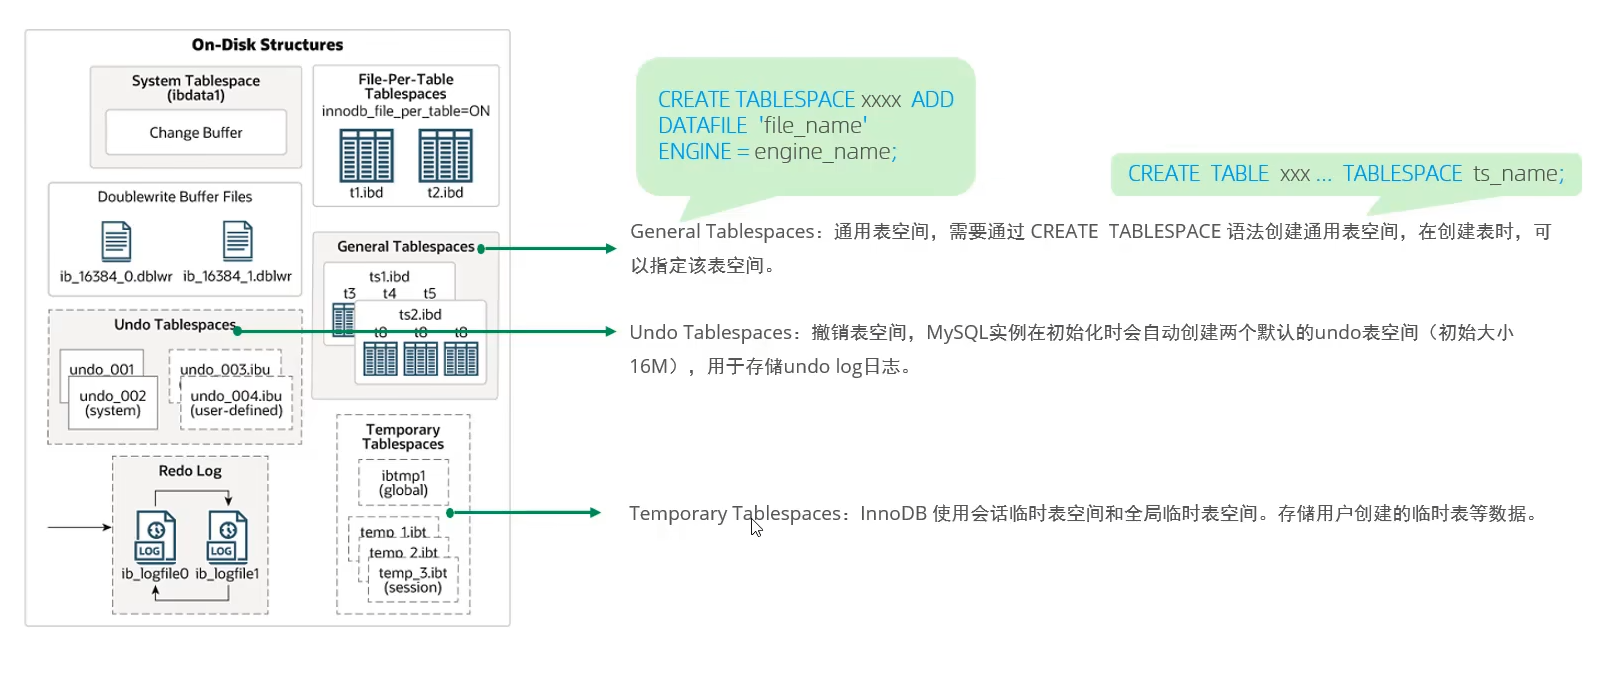 On-Disk Structures
System Tablespace
(ibdata1)
Change Buffer
File-Per-Table
Tablespaces
innodb_file_per_table=ON
t1.ibd
t2.ibd
Doublewrite Buffer Files
ib_16384_0.dblwr
ib_16384_1.dblwr
General Tablespaces
ts1.ibd
t3 t4 t5
ts2.ibd
t8 t8 t8
Undo Tablespaces
undo_001
undo_002
(system)
undo_003.ibu
undo_004.ibu
(user-defined)
Redo Log
LOG
LOG
ib_logfile0
ib_logfile1
Temporary
Tablespaces
ibtmp1
(global)
temp_1.ibt
temp_2.ibt
temp_3.ibt
(session)
CREATE TABLESPACE xxxx ADD
DATAFILE 'file_name'
ENGINE = engine_name;
CREATE TABLE xxx ... TABLESPACE ts_name;
General Tablespaces：通用表空间，需要通过 CREATE TABLESPACE 语法创建通用表空间，在创建表时，可
以指定该表空间。
Undo Tablespaces：撤销表空间，MySQL实例在初始化时会自动创建两个默认的undo表空间（初始大小
16M），用于存储undo log日志。
Temporary Tablespaces：InnoDB 使用会话临时表空间和全局临时表空间。存储用户创建的临时表等数据。